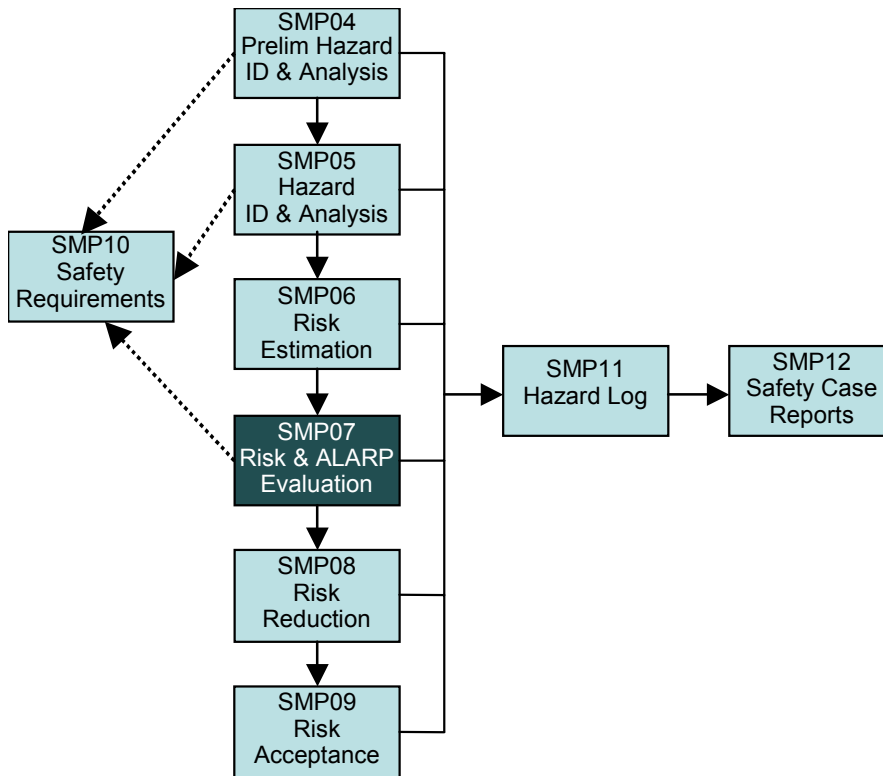 SMP04
Prelim Hazard
ID & Analysis
SMP05
Hazard
ID & Analysis
SMP10
Safety
Requirements
SMP06
Risk
Estimation
SMP11
Hazard Log
SMP12
Safety Case
Reports
SMP07
Risk & ALARP
Evaluation
SMP08
Risk
Reduction
SMP09
Risk
Acceptance